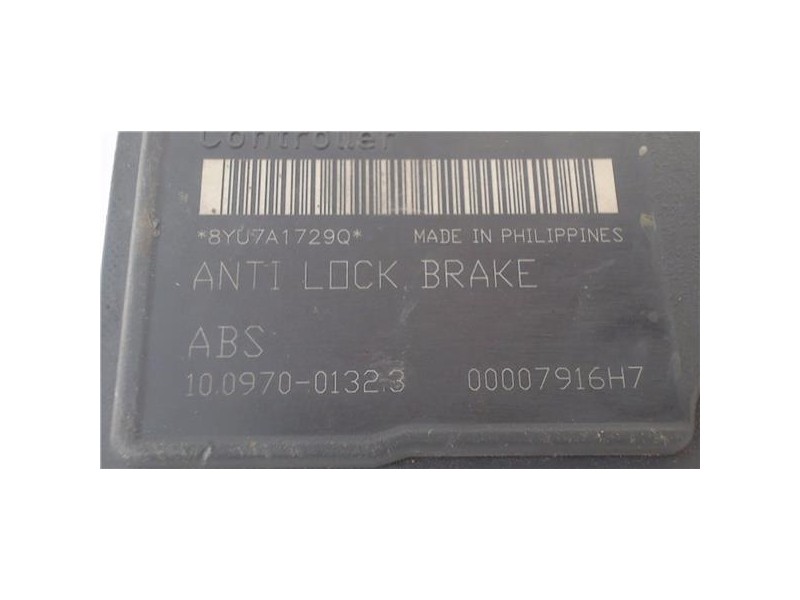 Controller
*8YU7A1729Q* MADE IN PHILIPPINES
ANTI LOCK BRAKE
ABS
10.0970-0132.3 00007916H7